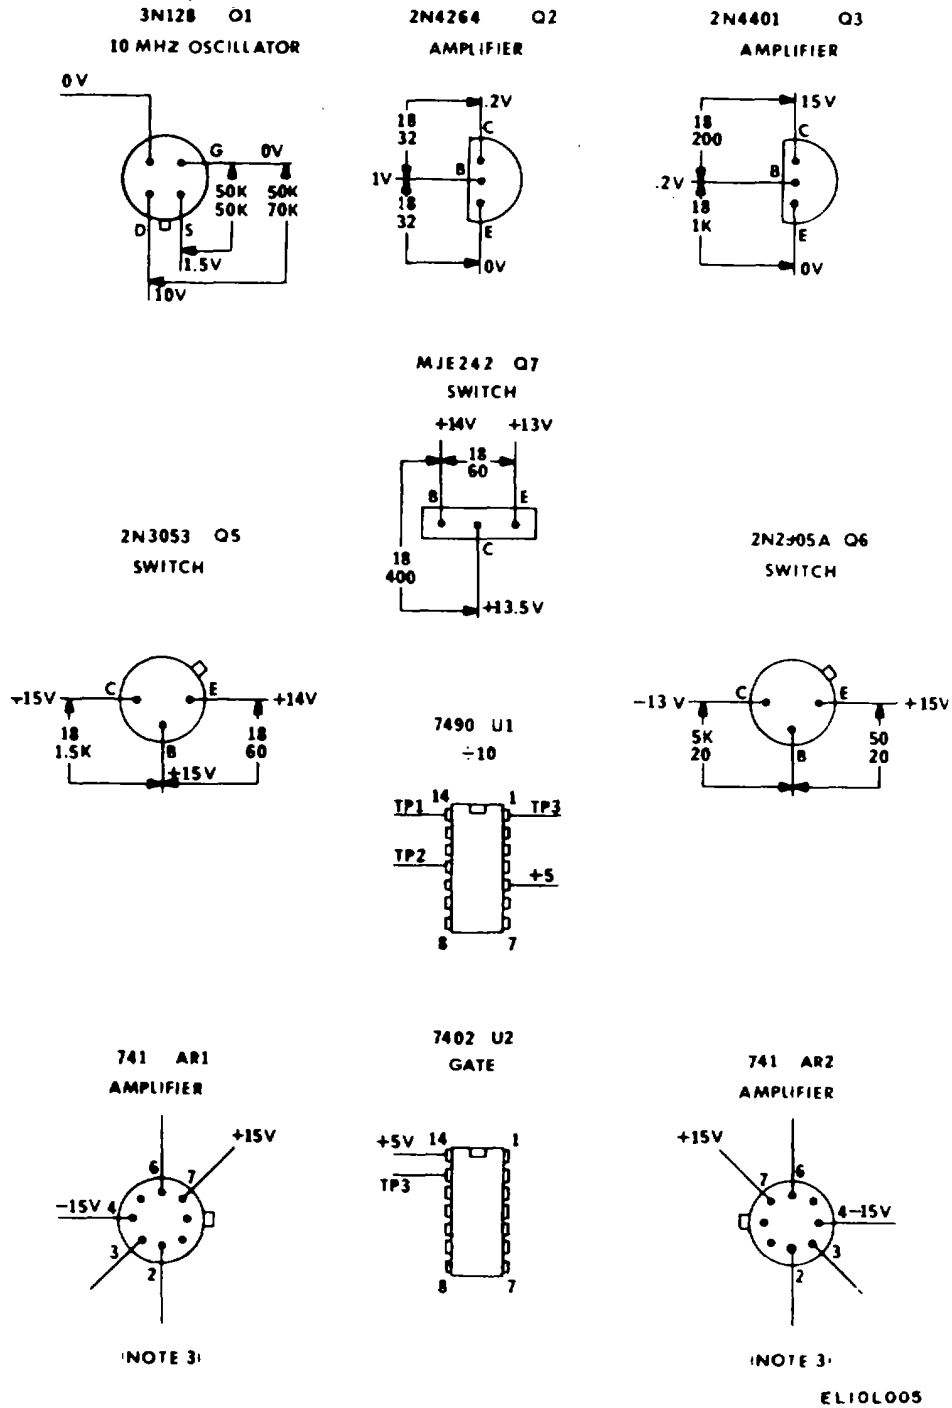 3N128 Q1
10 MHZ OSCILLATOR
0V
G 0V
50K 50K
50K 70K
D S
1.5V
10V
2N4264 Q2
AMPLIFIER
.2V
C
18
32
1V B
18
32
E
0V
2N4401 Q3
AMPLIFIER
15V
C
18
200
.2V B
18
1K
E
0V
MJE242 Q7
SWITCH
+14V +13V
18
60
B E
C
18
400
+13.5V
2N3053 Q5
SWITCH
C E
+15V +14V
18 18
1.5K 60
B
+15V
2N2905A Q6
SWITCH
C E
-13 V +15V
5K 50
20 20
B
7490 U1
÷10
14 1
TP1 TP3
TP2
+5
8 7
741 AR1
AMPLIFIER
+15V
6 7
-15V 4
3
2
(NOTE 3)
7402 U2
GATE
+5V 14 1
TP3
8 7
741 AR2
AMPLIFIER
+15V
7 6
4 -15V
3
2
(NOTE 3)
EL10L005